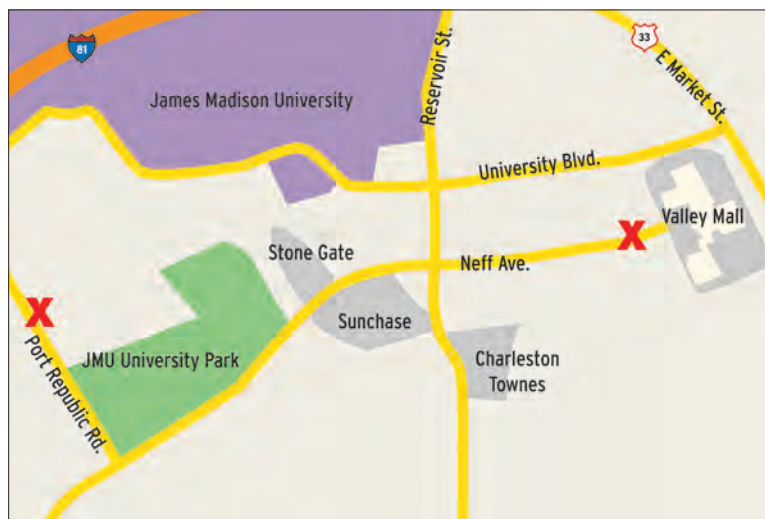 81
33
E Market St.
Reservoir St.
James Madison University
University Blvd.
Valley Mall
X
Stone Gate
Neff Ave.
X
Sunchase
Port Republic Rd.
JMU University Park
Charleston
Townes